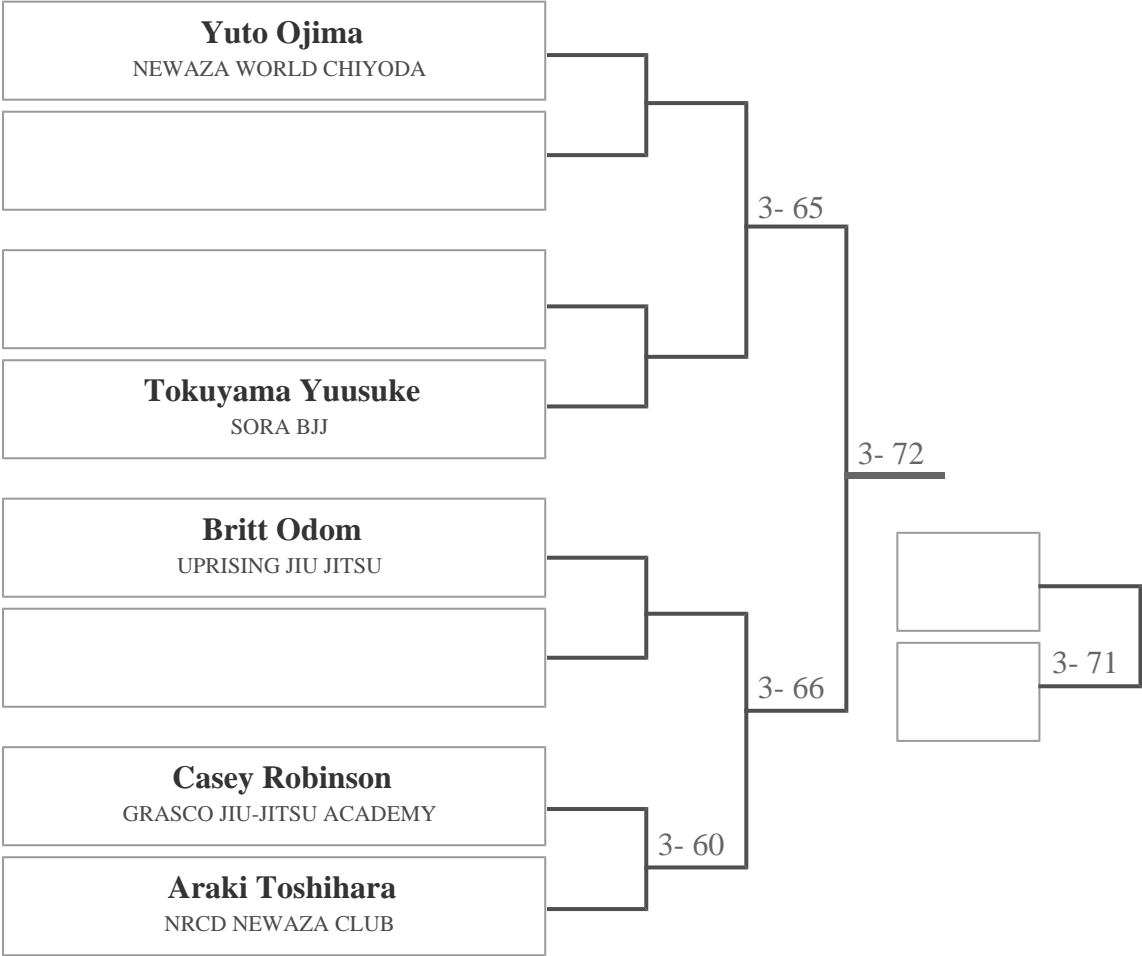 Yuto Ojima
NEWAZA WORLD CHIYODA
3- 65
Tokuyama Yuusuke
SORA BJJ
3- 72
Britt Odom
UPRISING JIU JITSU
3- 71
3- 66
Casey Robinson
GRASCO JIU-JITSU ACADEMY
3- 60
Araki Toshihara
NRCD NEWAZA CLUB